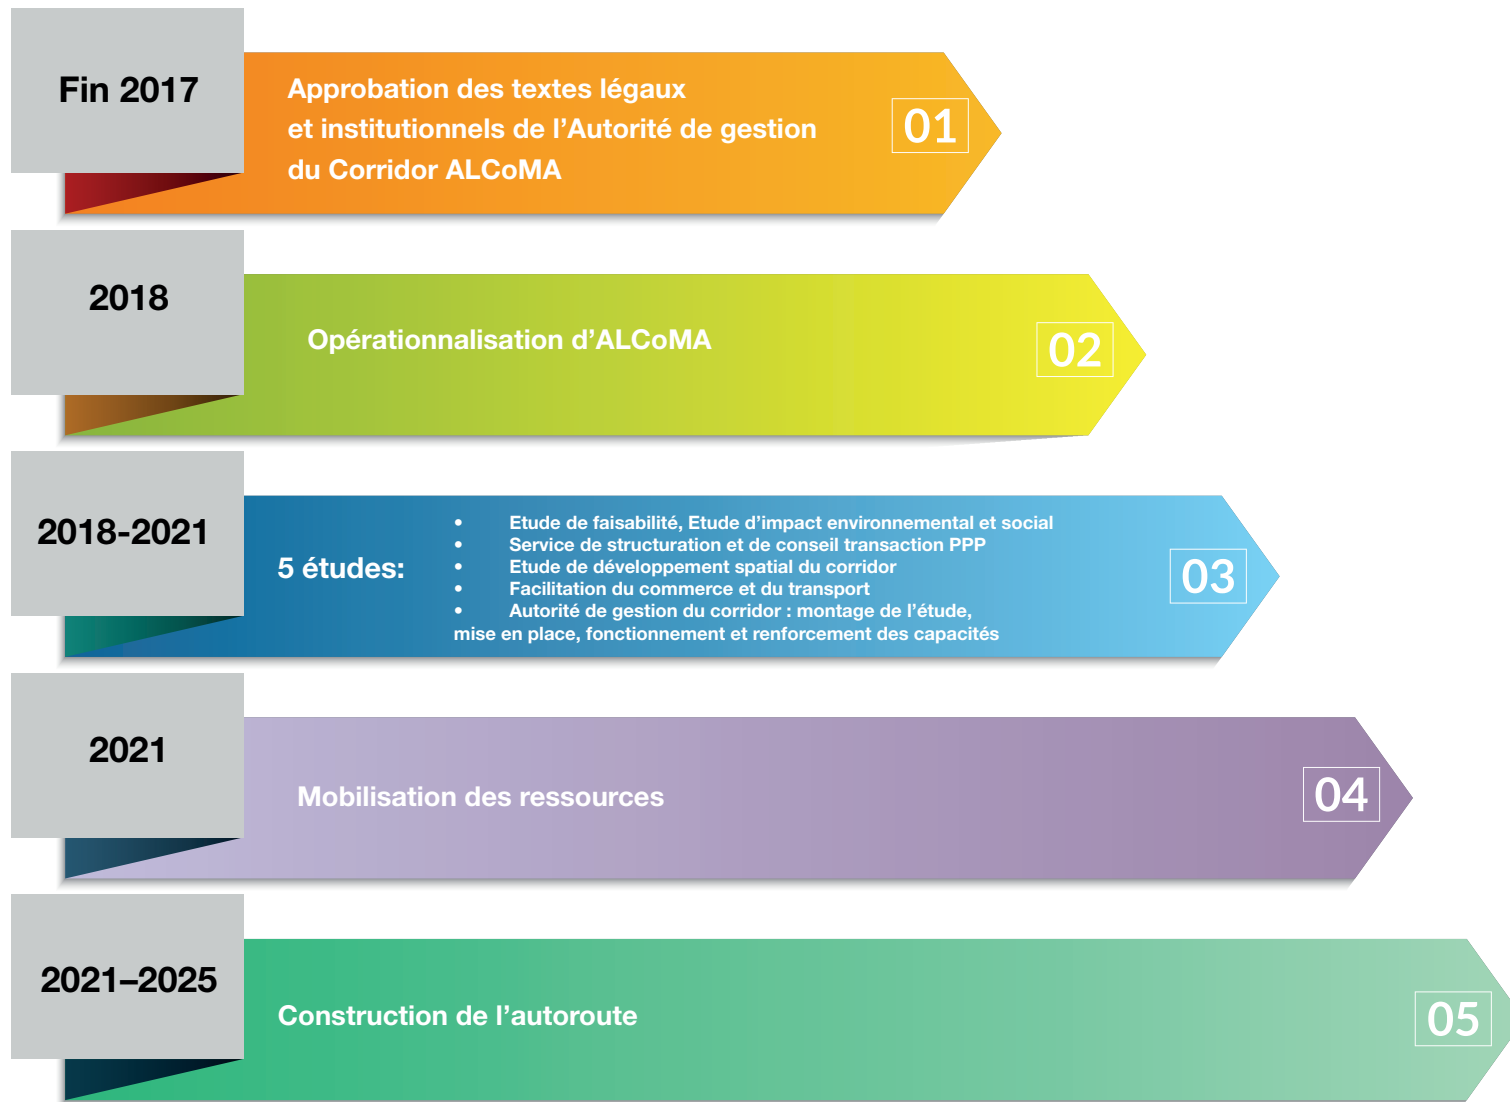 Fin 2017
Approbation des textes légaux
et institutionnels de l’Autorité de gestion
du Corridor ALCoMA
01
2018
Opérationnalisation d’ALCoMA
02
2018-2021
5 études:
• Etude de faisabilité, Etude d’impact environnemental et social
• Service de structuration et de conseil transaction PPP
• Etude de développement spatial du corridor
• Facilitation du commerce et du transport
• Autorité de gestion du corridor : montage de l’étude,
mise en place, fonctionnement et renforcement des capacités
03
2021
Mobilisation des ressources
04
2021–2025
Construction de l’autoroute
05